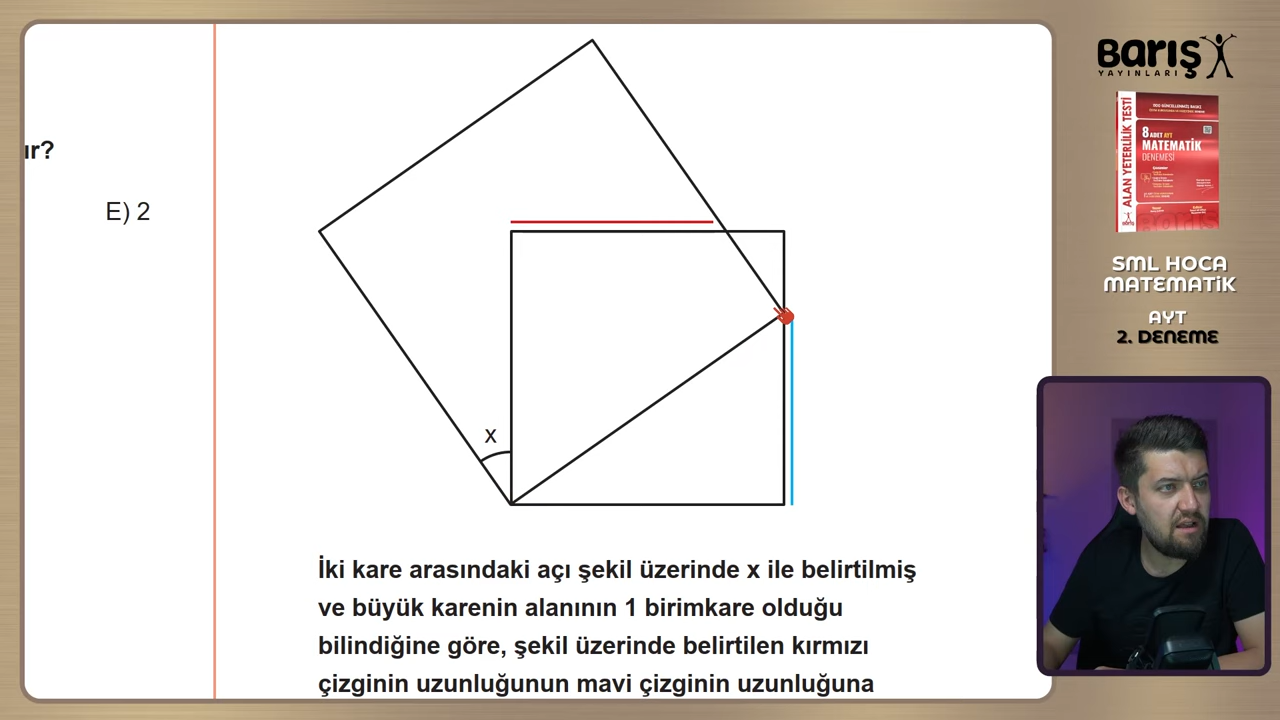 ır?
E) 2
x
İki kare arasındaki açı şekil üzerinde x ile belirtilmiş
ve büyük karenin alanının 1 birimkare olduğu
bilindiğine göre, şekil üzerinde belirtilen kırmızı
çizginin uzunluğunun mavi çizginin uzunluğuna
Barış
YAYINLARI
ALAN YETERLİLİK TESTİ
8 ADET AYT
MATEMATİK
DENEMESİ
BARIŞ
SML HOCA
MATEMATİK
AYT
2. DENEME